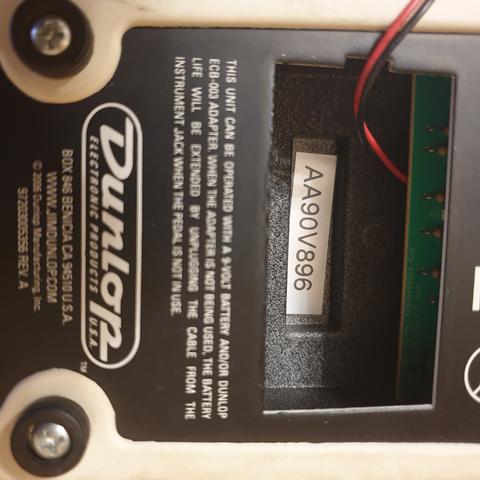 THIS UNIT CAN BE OPERATED WITH A 9-VOLT BATTERY AND/OR DUNLOP
ECB-003 ADAPTER. WHEN THE ADAPTER IS NOT BEING USED, THE BATTERY
LIFE WILL BE EXTENDED BY UNPLUGGING THE CABLE FROM THE
INSTRUMENT JACK WHEN THE PEDAL IS NOT IN USE.
DUNLOP
ELECTRONIC PRODUCTS
U.S.A.
TM
BOX 846 BENICIA CA 94510 U.S.A.
WWW.JIMDUNLOP.COM
© 2006 Dunlop Manufacturing, Inc.
97203005356 REV A
AA90V896